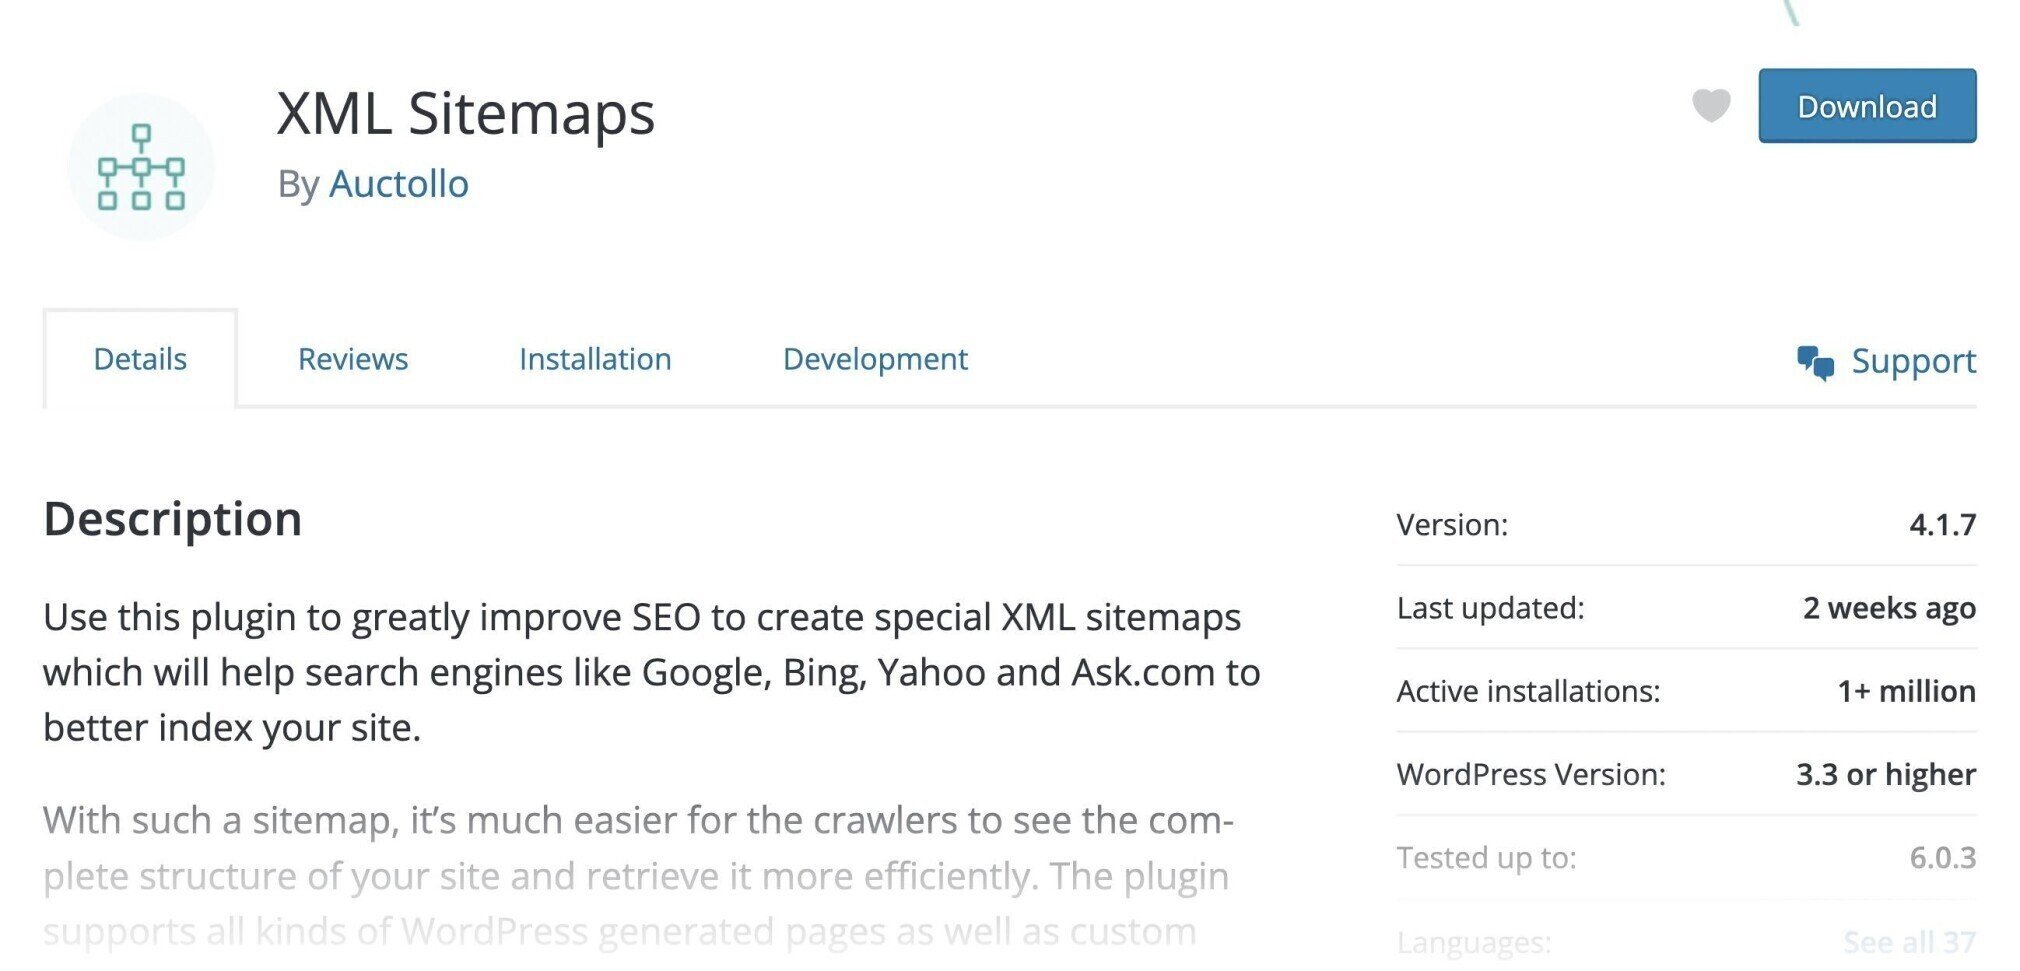 XML Sitemaps
By Auctollo
Download
Details
Reviews
Installation
Development
Support
Description
Use this plugin to greatly improve SEO to create special XML sitemaps
which will help search engines like Google, Bing, Yahoo and Ask.com to
better index your site.
With such a sitemap, it’s much easier for the crawlers to see the com-
plete structure of your site and retrieve it more efficiently. The plugin
supports all kinds of WordPress generated pages as well as custom
Version: 4.1.7
Last updated: 2 weeks ago
Active installations: 1+ million
WordPress Version: 3.3 or higher
Tested up to: 6.0.3
Languages: See all 37